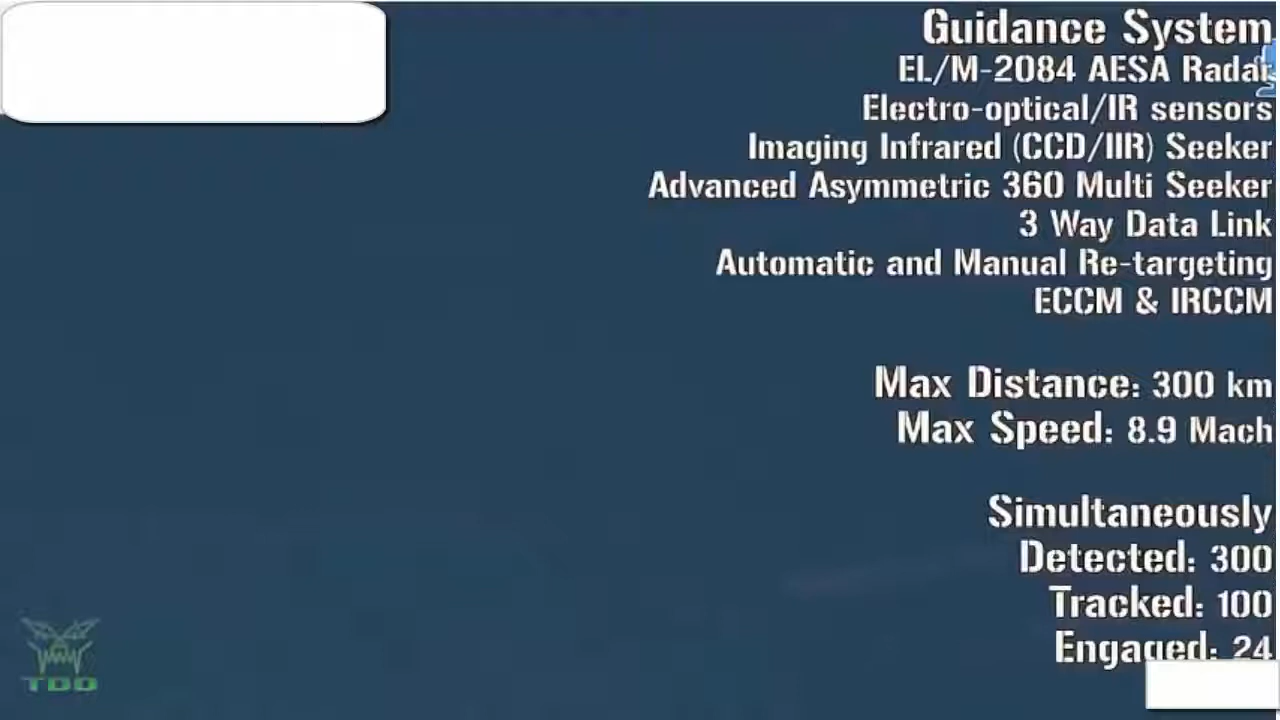 Guidance System
EL/M-2084 AESA Radar
Electro-optical/IR sensors
Imaging Infrared (CCD/IIR) Seeker
Advanced Asymmetric 360 Multi Seeker
3 Way Data Link
Automatic and Manual Re-targeting
ECCM & IRCCM
Max Distance: 300 km
Max Speed: 8.9 Mach
Simultaneously
Detected: 300
Tracked: 100
Engaged: 24
TDD